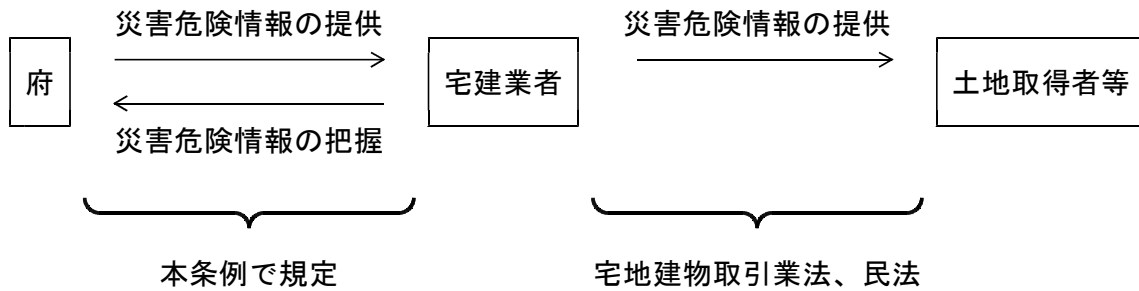 災害危険情報の提供
災害危険情報の提供
府
宅建業者
土地取得者等
災害危険情報の把握
本条例で規定
宅地建物取引業法、民法